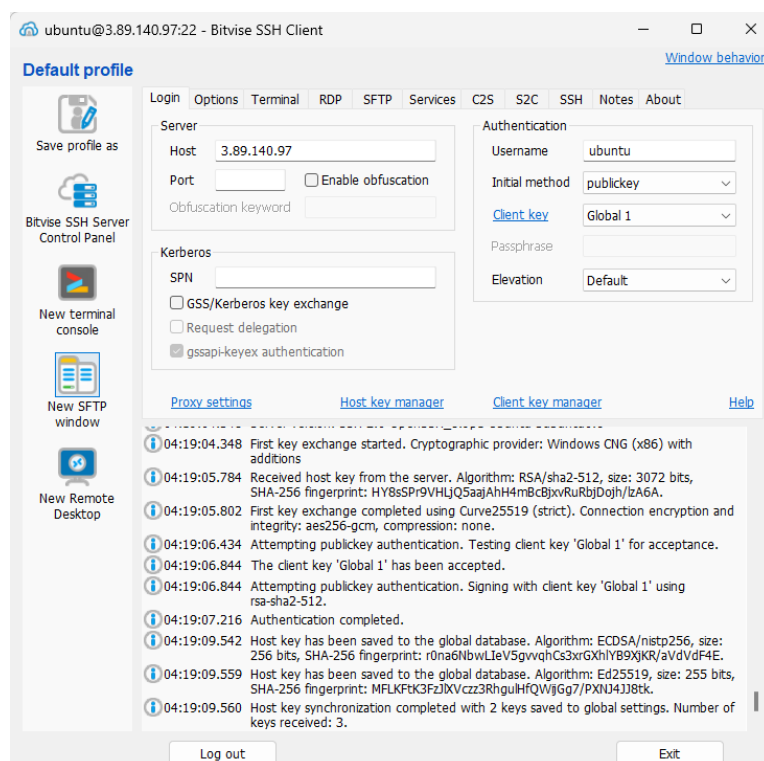 ubuntu@3.89.140.97:22 - Bitvise SSH Client
Window behavior
Default profile
Save profile as
Bitvise SSH Server
Control Panel
New terminal
console
New SFTP
window
New Remote
Desktop
Login Options Terminal RDP SFTP Services C2S S2C SSH Notes About
Server
Host 3.89.140.97
Port Enable obfuscation
Obfuscation keyword
Kerberos
SPN
GSS/Kerberos key exchange
Request delegation
gssapi-keyex authentication
Authentication
Username ubuntu
Initial method publickey
Client key Global 1
Passphrase
Elevation Default
Proxy settings Host key manager Client key manager Help
04:19:04.348 First key exchange started. Cryptographic provider: Windows CNG (x86) with
additions
04:19:05.784 Received host key from the server. Algorithm: RSA/sha2-512, size: 3072 bits,
SHA-256 fingerprint: HY8sSPr9VHLjQ5aajAhH4mBcBjxvRuRbjDojh/lzA6A.
04:19:05.802 First key exchange completed using Curve25519 (strict). Connection encryption and
integrity: aes256-gcm, compression: none.
04:19:06.434 Attempting publickey authentication. Testing client key 'Global 1' for acceptance.
04:19:06.844 The client key 'Global 1' has been accepted.
04:19:06.844 Attempting publickey authentication. Signing with client key 'Global 1' using
rsa-sha2-512.
04:19:07.216 Authentication completed.
04:19:09.542 Host key has been saved to the global database. Algorithm: ECDSA/nistp256, size:
256 bits, SHA-256 fingerprint: r0na6NbwLIeV5gvvqhCs3xrGXhlYB9XjKR/aVdVdF4E.
04:19:09.559 Host key has been saved to the global database. Algorithm: Ed25519, size: 255 bits,
SHA-256 fingerprint: MFLKFtK3FzJlXVczz3RhgulHfQWijGg7/PXNJ4JJ8tk.
04:19:09.560 Host key synchronization completed with 2 keys saved to global settings. Number of
keys received: 3.
Log out Exit